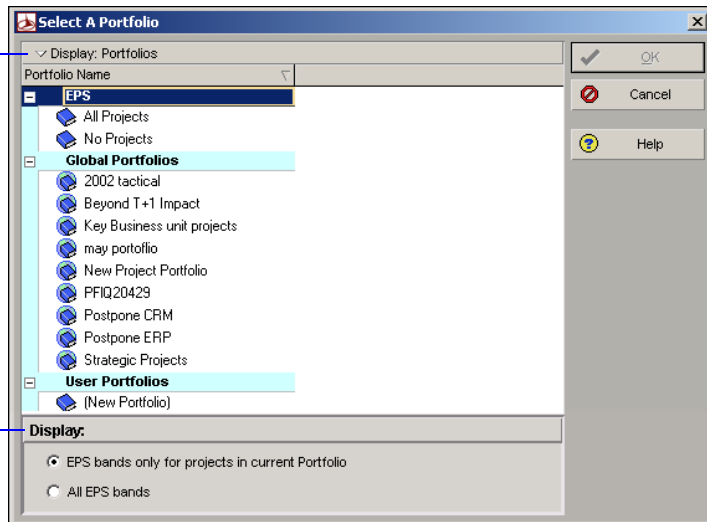 Select A Portfolio
Display: Portfolios
Portfolio Name
EPS
All Projects
No Projects
Global Portfolios
2002 tactical
Beyond T+1 Impact
Key Business unit projects
may portoflio
New Project Portfolio
PFIQ20429
Postpone CRM
Postpone ERP
Strategic Projects
User Portfolios
(New Portfolio)
Display:
EPS bands only for projects in current Portfolio
All EPS bands
OK
Cancel
Help